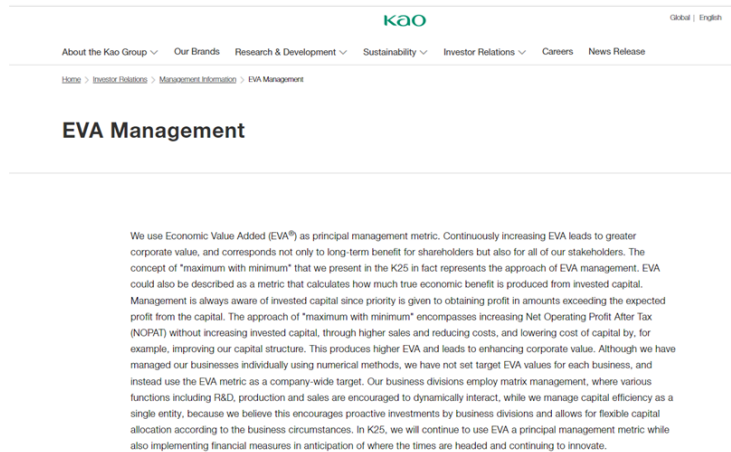 Kao
Global | English
About the Kao Group Our Brands Research & Development Sustainability Investor Relations Careers News Release
Home > Investor Relations > Management Information > EVA Management
EVA Management
We use Economic Value Added (EVA®) as principal management metric. Continuously increasing EVA leads to greater
corporate value, and corresponds not only to long-term benefit for shareholders but also for all of our stakeholders. The
concept of "maximum with minimum" that we present in the K25 in fact represents the approach of EVA management. EVA
could also be described as a metric that calculates how much true economic benefit is produced from invested capital.
Management is always aware of invested capital since priority is given to obtaining profit in amounts exceeding the expected
profit from the capital. The approach of "maximum with minimum" encompasses increasing Net Operating Profit After Tax
(NOPAT) without increasing invested capital, through higher sales and reducing costs, and lowering cost of capital by, for
example, improving our capital structure. This produces higher EVA and leads to enhancing corporate value. Although we have
managed our businesses individually using numerical methods, we have not set target EVA values for each business, and
instead use the EVA metric as a company-wide target. Our business divisions employ matrix management, where various
functions including R&D, production and sales are encouraged to dynamically interact, while we manage capital efficiency as a
single entity, because we believe this encourages proactive investments by business divisions and allows for flexible capital
allocation according to the business circumstances. In K25, we will continue to use EVA a principal management metric while
also implementing financial measures in anticipation of where the times are headed and continuing to innovate.